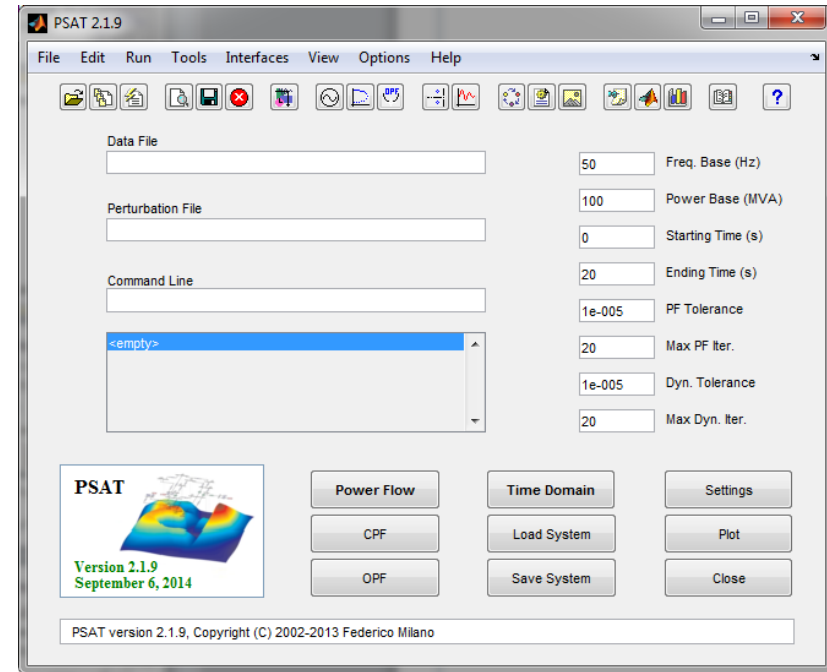 PSAT 2.1.9
File Edit Run Tools Interfaces View Options Help
OPF
?
Data File
50 Freq. Base (Hz)
100 Power Base (MVA)
Perturbation File
0 Starting Time (s)
20 Ending Time (s)
Command Line
1e-005 PF Tolerance
<empty>
20 Max PF Iter.
1e-005 Dyn. Tolerance
20 Max Dyn. Iter.
PSAT
Version 2.1.9
September 6, 2014
Power Flow Time Domain Settings
CPF Load System Plot
OPF Save System Close
PSAT version 2.1.9, Copyright (C) 2002-2013 Federico Milano